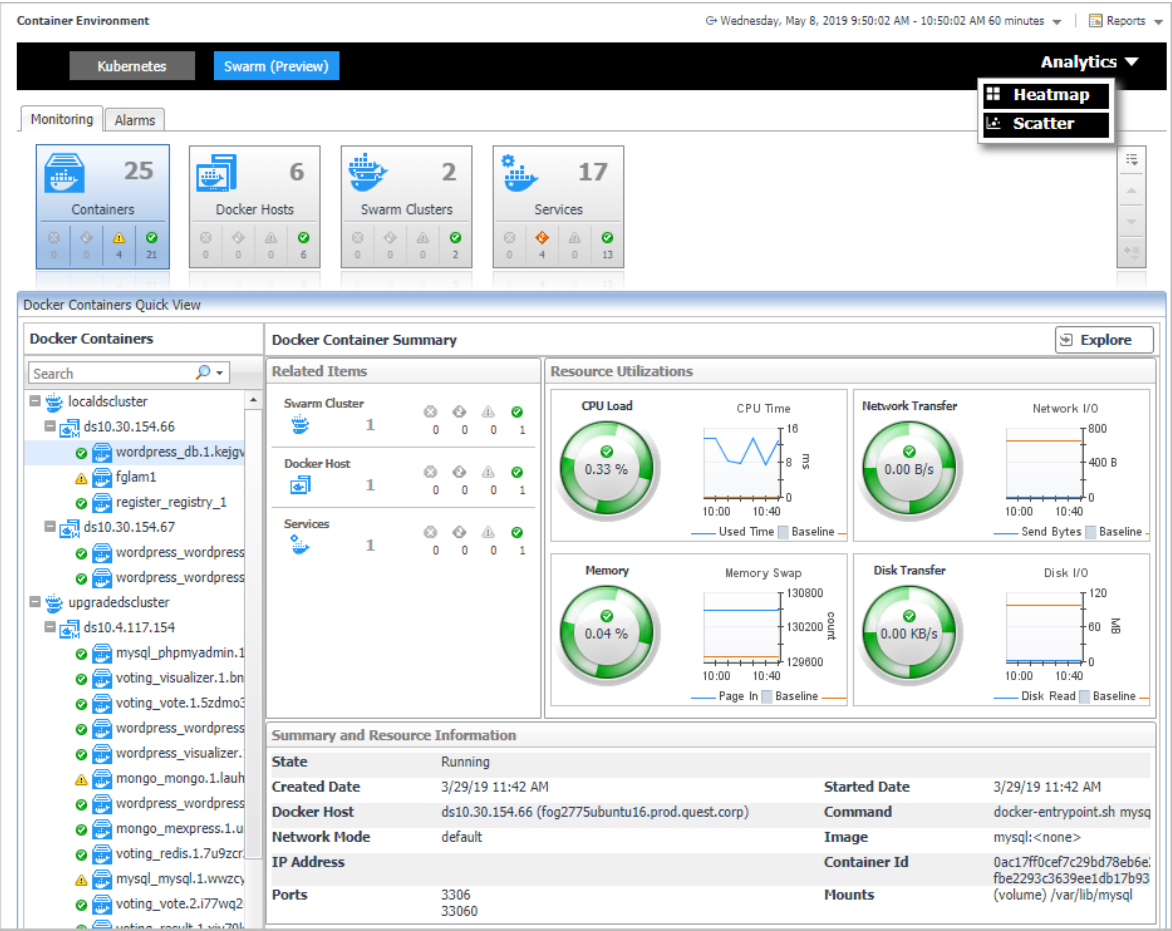 Container Environment
Wednesday, May 8, 2019 9:50:02 AM - 10:50:02 AM 60 minutes
Reports
Kubernetes
Swarm (Preview)
Analytics
Heatmap
Scatter
Monitoring
Alarms
25
Containers
0 0 4 21
6
Docker Hosts
0 0 0 6
2
Swarm Clusters
0 0 0 2
17
Services
0 4 0 13
Docker Containers Quick View
Docker Containers
Search
localdscluster
ds10.30.154.66
wordpress_db.1.kejgv
fglam1
register_registry_1
ds10.30.154.67
wordpress_wordpress
wordpress_wordpress
upgradedscluster
ds10.4.117.154
mysql_phpmyadmin.1
voting_visualizer.1.bn
voting_vote.1.5zdmo3
wordpress_wordpress
wordpress_visualizer.
mongo_mongo.1.lauh
wordpress_wordpress
mongo_mexpress.1.u
voting_redis.1.7u9zcr
mysql_mysql.1.wwzcy
voting_vote.2.i77wq2
Docker Container Summary
Explore
Related Items
Swarm Cluster
1
0 0 0 1
Docker Host
1
0 0 0 1
Services
1
0 0 0 1
Resource Utilizations
CPU Load
0.33 %
CPU Time
16
8
0
ms
10:00 10:40
Used Time Baseline
Network Transfer
0.00 B/s
Network I/O
800
400 B
0
10:00 10:40
Send Bytes Baseline
Memory
0.04 %
Memory Swap
130800
130200
129600
count
10:00 10:40
Page In Baseline
Disk Transfer
0.00 KB/s
Disk I/O
120
60
0
MB
10:00 10:40
Disk Read Baseline
Summary and Resource Information
State Running
Created Date 3/29/19 11:42 AM Started Date 3/29/19 11:42 AM
Docker Host ds10.30.154.66 (fog2775ubuntu16.prod.quest.corp) Command docker-entrypoint.sh mysq
Network Mode default Image mysql:<none>
IP Address Container Id 0ac17ff0cef7c29bd78eb6e
fbe2293c3639ee1db17b93
Ports 3306 Mounts (volume) /var/lib/mysql
33060